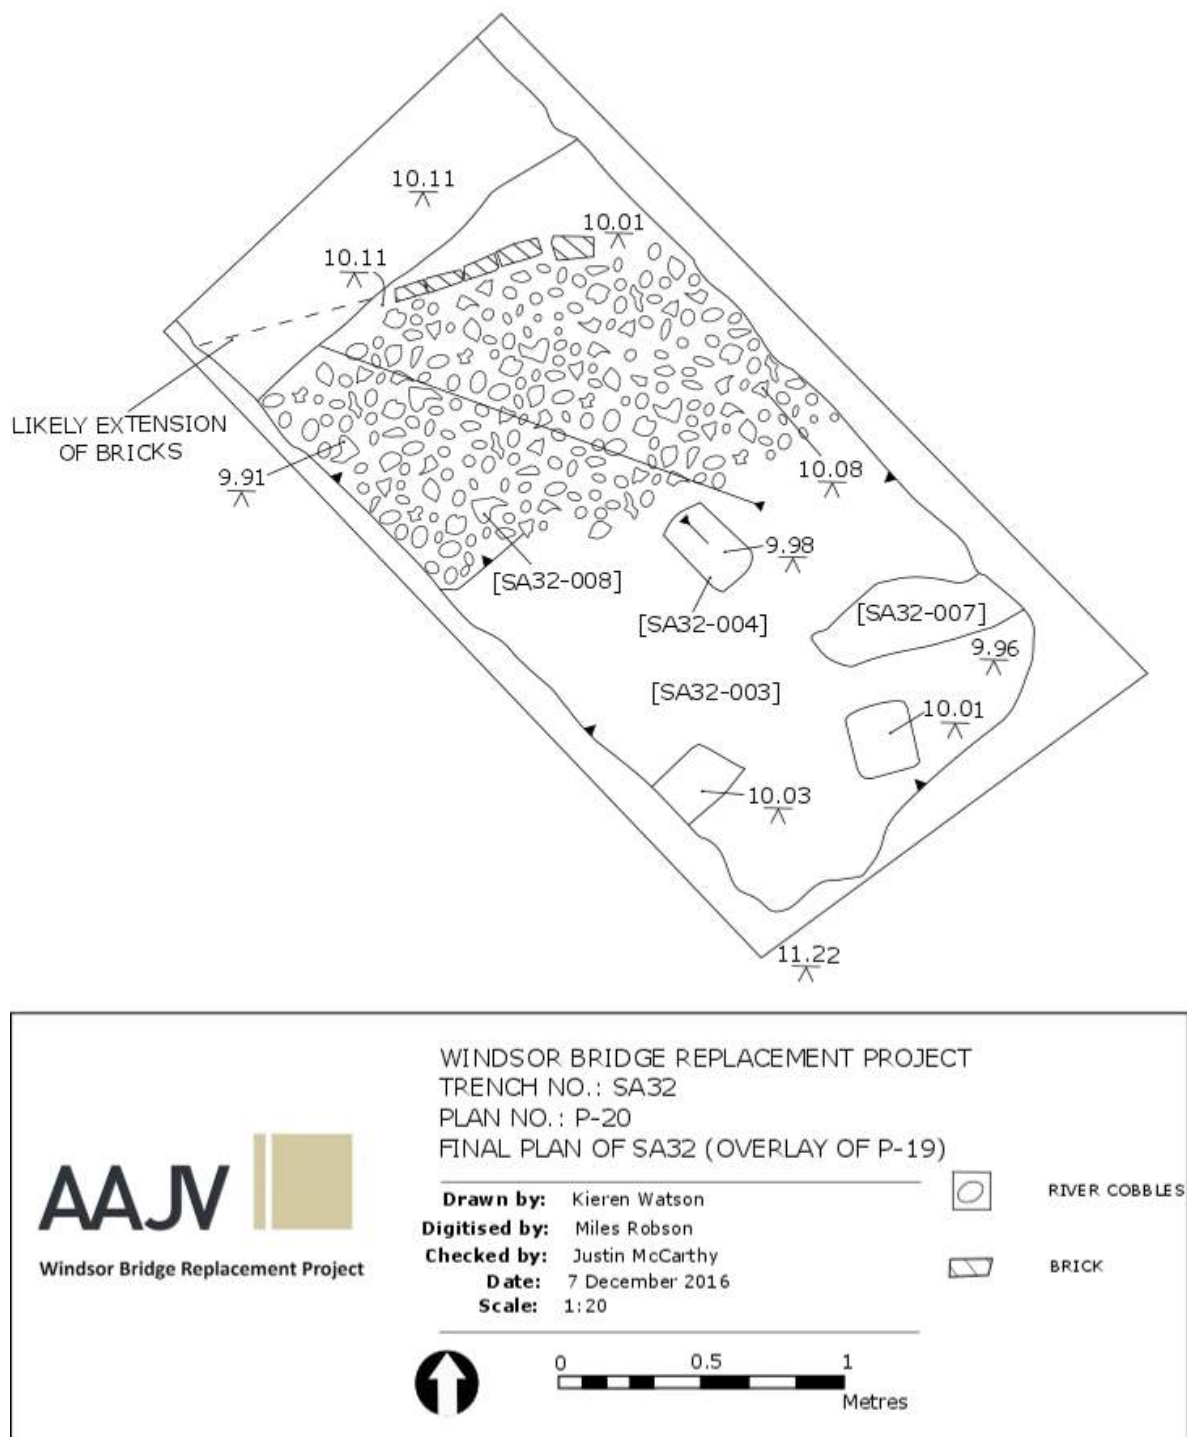 10.11
10.01
10.11
LIKELY EXTENSION
OF BRICKS
9.91
10.08
9.98
[SA32-008]
[SA32-004]
[SA32-007]
9.96
[SA32-003]
10.01
10.03
11.22
WINDSOR BRIDGE REPLACEMENT PROJECT
TRENCH NO.: SA32
PLAN NO.: P-20
FINAL PLAN OF SA32 (OVERLAY OF P-19)
AAJV
Windsor Bridge Replacement Project
Drawn by: Kieren Watson
Digitised by: Miles Robson
Checked by: Justin McCarthy
Date: 7 December 2016
Scale: 1:20
RIVER COBBLES
BRICK
0 0.5 1
Metres